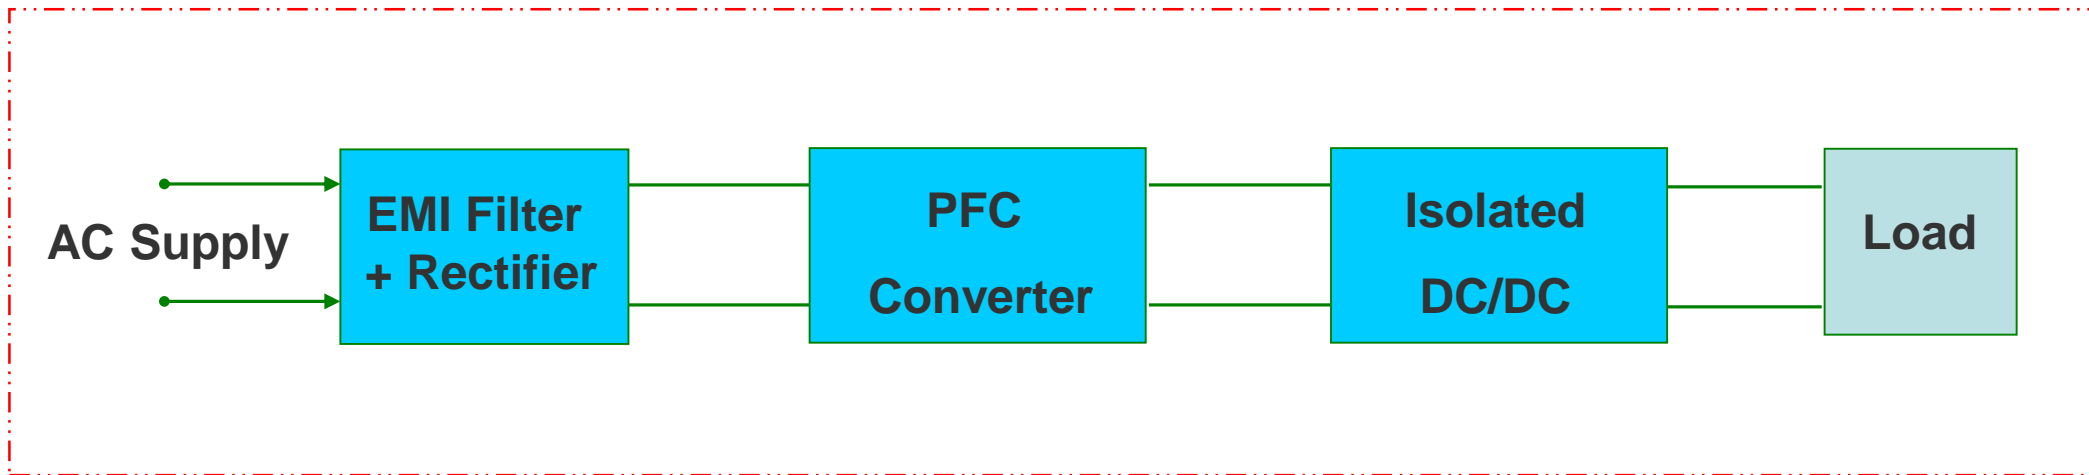 AC Supply
EMI Filter
+ Rectifier
PFC
Converter
Isolated
DC/DC
Load